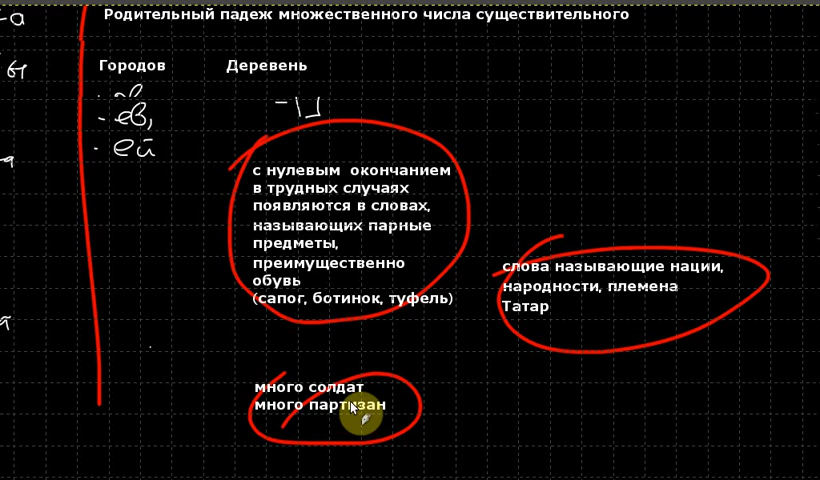 Родительный падеж множественного числа существительного
Городов
Деревень
- ев,
- ей
с нулевым окончанием
в трудных случаях
появляются в словах,
называющих парные
предметы,
преимущественно
обувь
(сапог, ботинок, туфель)
слова называющие нации,
народности, племена
Татар
много солдат
много партизан